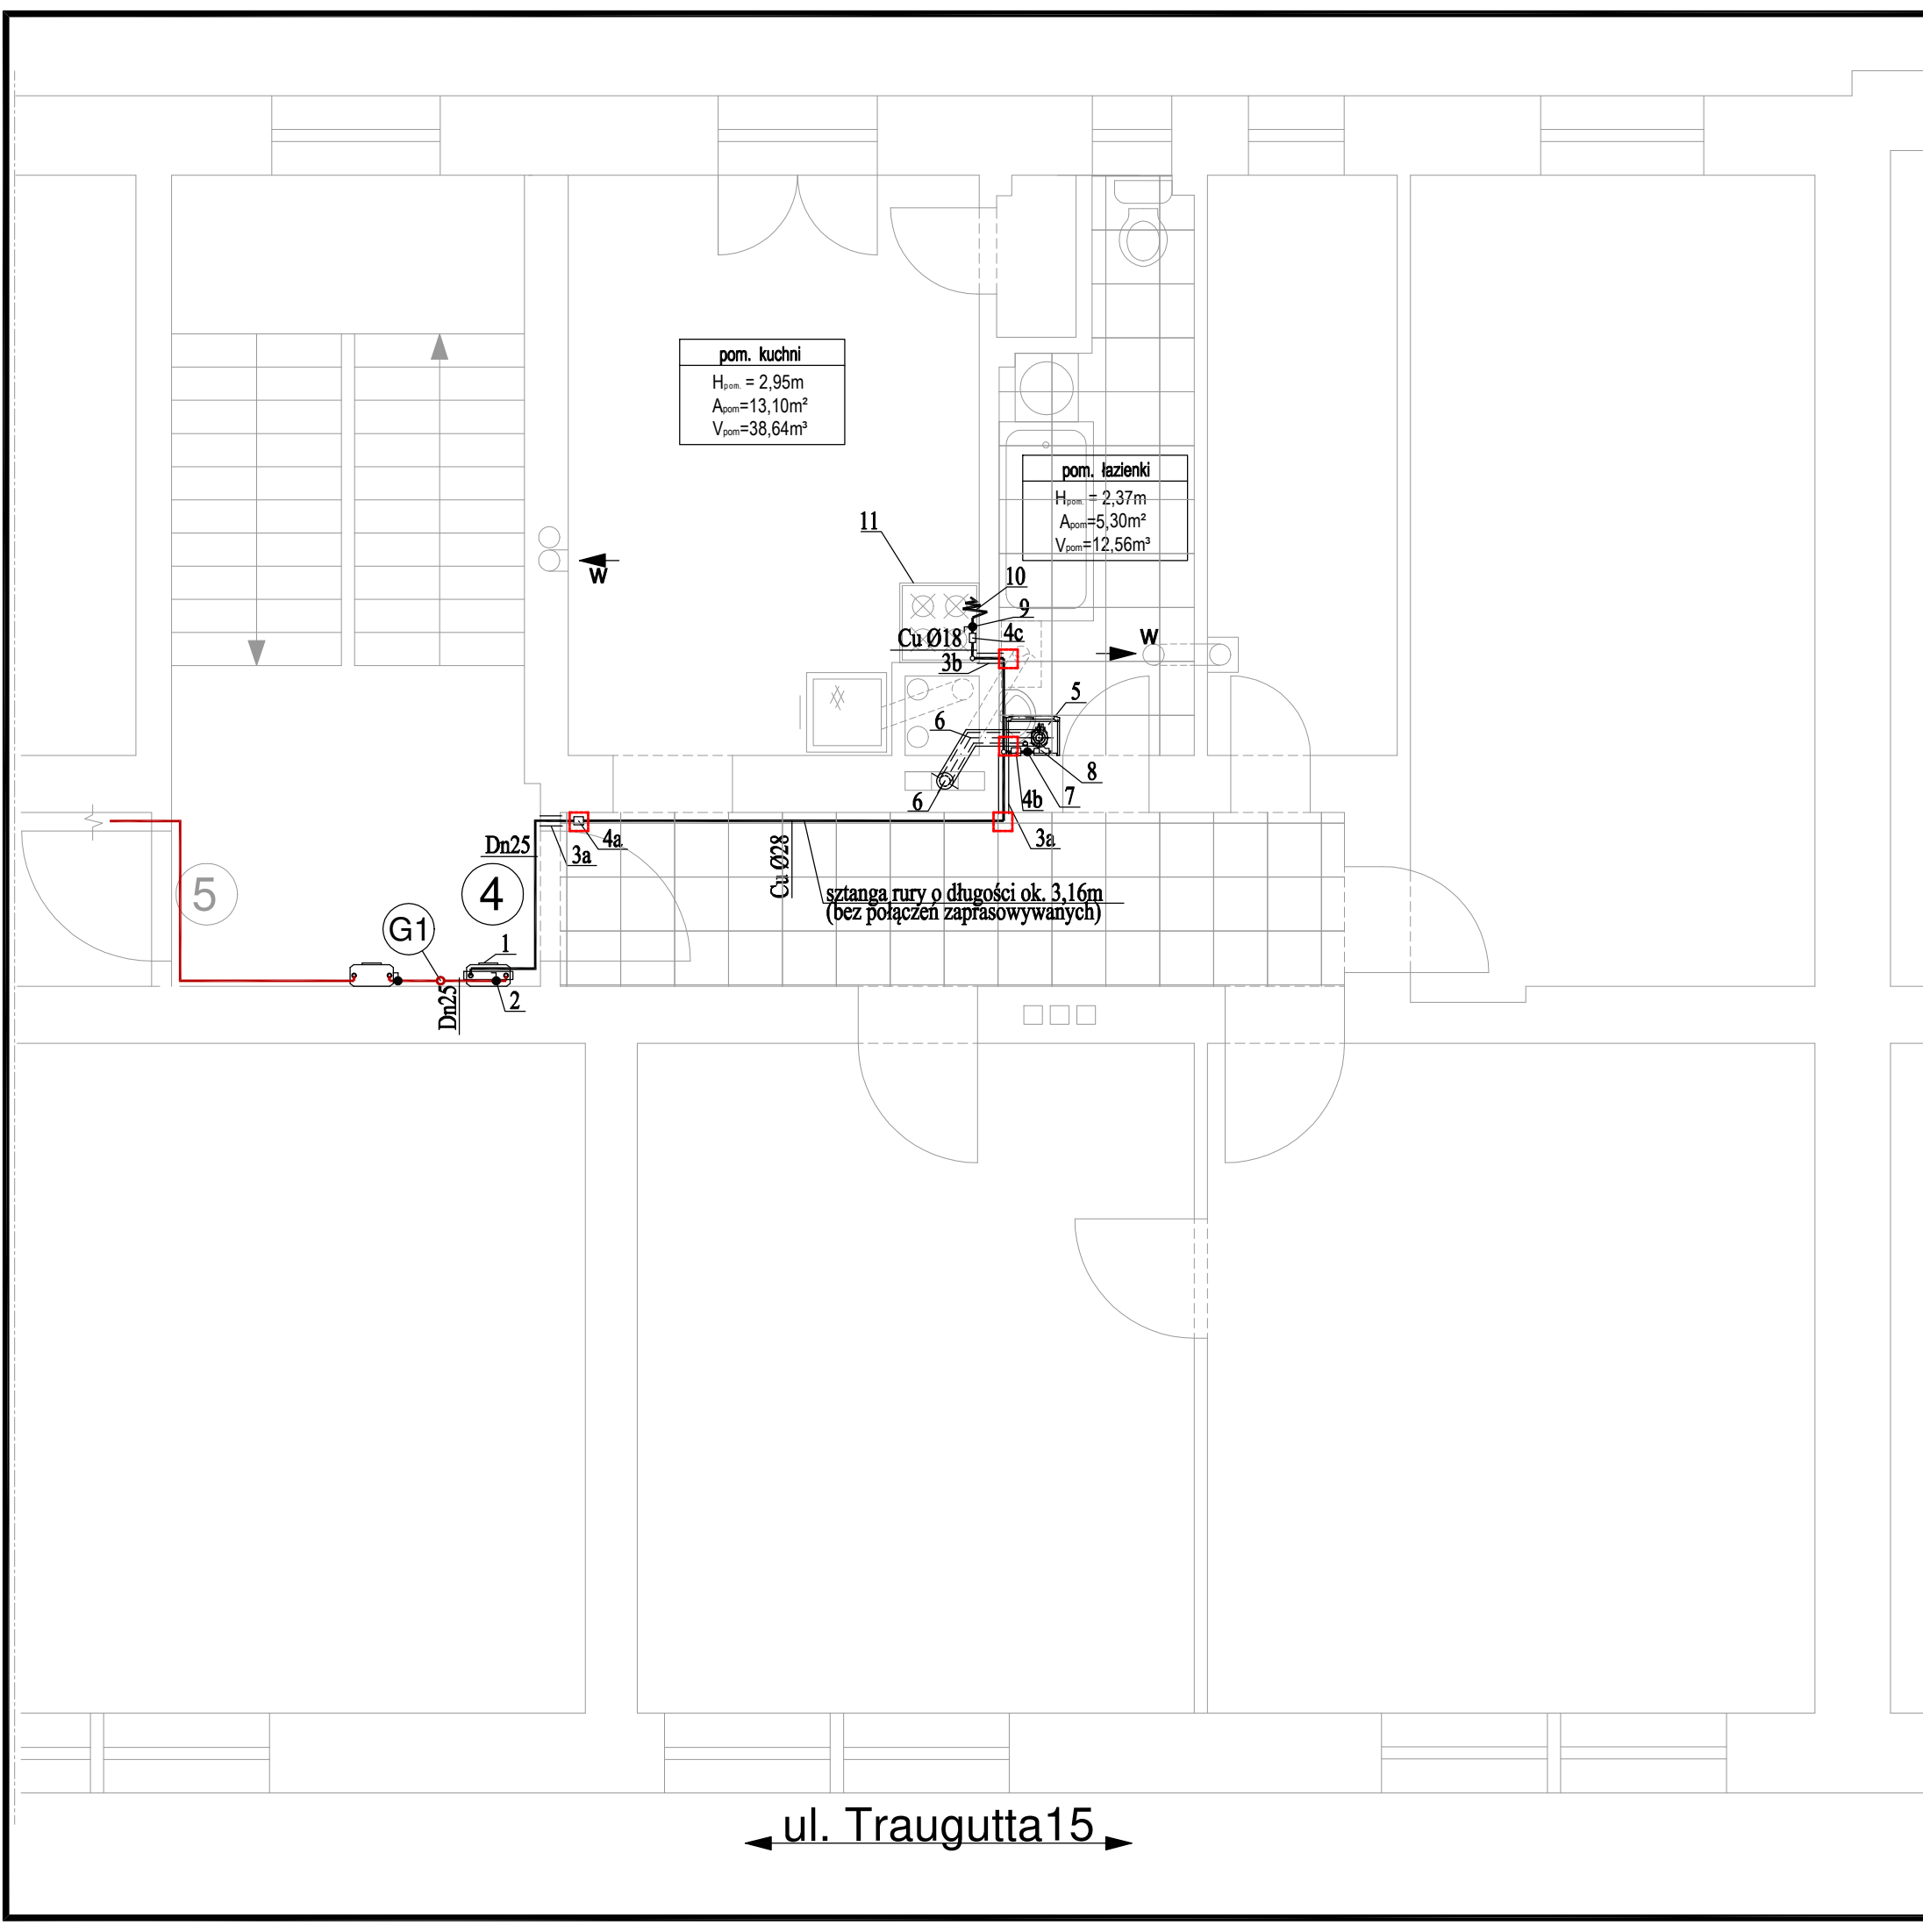 pom. kuchni
Hpom. = 2,95m
Apom=13,10m²
Vpom=38,64m³
pom. łazienki
Hpom. = 2,37m
Apom=5,30m²
Vpom=12,56m³
11
W
10
9
Cu Ø18
4c
3b
W
5
6
8
7
4b
6
3a
4a
Dn25
3a
Cu Ø28
sztanga rury o długości ok. 3,16m
(bez połączeń zaprasowywanych)
5
4
G1
1
2
Dn25
ul. Traugutta15